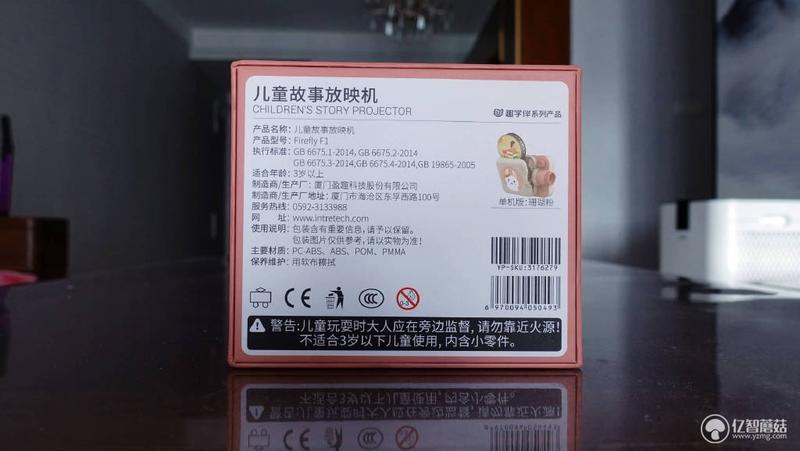 儿童故事放映机
CHILDREN'S STORY PROJECTOR
趣学伴系列产品
产品名称：儿童故事放映机
产品型号：Firefly F1
执行标准：GB 6675.1-2014, GB 6675.2-2014
GB 6675.3-2014,GB 6675.4-2014,GB 19865-2005
适合年龄：3岁以上
制造商/生产厂：厦门盈趣科技股份有限公司
制造商/生产厂地址：厦门市海沧区东孚西路100号
服务热线：0592-3133988
网 址：www.intretech.com
使用说明：包装含有重要信息，请予以保留。
包装图片仅供参考，请以实物为准！
主要材质：PC-ABS、ABS、POM、PMMA
保养维护：用软布擦拭
单机版：珊瑚粉
YP-SKU:3176279
6 970094 050493
CE
CCC
0-3
警告:儿童玩耍时大人应在旁边监督,请勿靠近火源!
不适合3岁以下儿童使用,内含小零件。
亿智蘑菇
www.yzmg.com